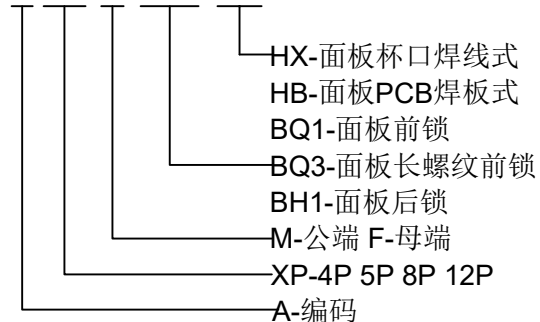 HX-面板杯口焊线式
HB-面板PCB焊板式
BQ1-面板前锁
BQ3-面板长螺纹前锁
BH1-面板后锁
M-公端 F-母端
XP-4P 5P 8P 12P
A-编码